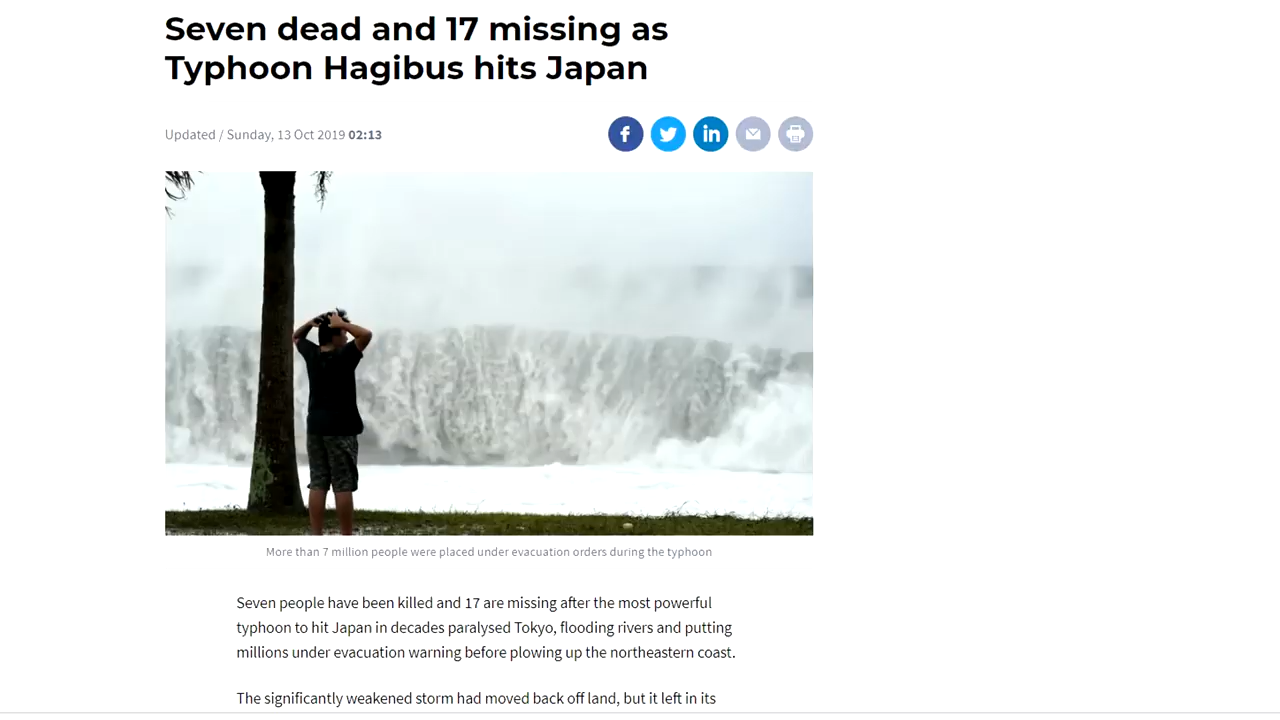 Seven dead and 17 missing as
Typhoon Hagibus hits Japan
Updated / Sunday, 13 Oct 2019 02:13
More than 7 million people were placed under evacuation orders during the typhoon
Seven people have been killed and 17 are missing after the most powerful
typhoon to hit Japan in decades paralysed Tokyo, flooding rivers and putting
millions under evacuation warning before plowing up the northeastern coast.
The significantly weakened storm had moved back off land, but it left in its